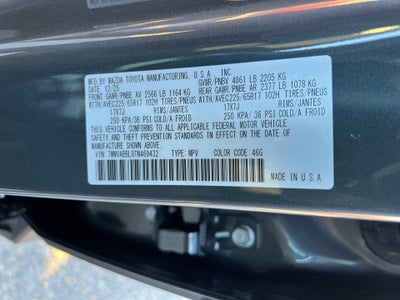 MFD. BY MAZDA TOYOTA MANUFACTURING, U.S.A., INC
DATE: 12/25 GVWR/PNBV 4861 LB 2205 KG
FRONT GAWR/PNBE AV 2566 LB 1164 KG REAR GAWR/PNBE AR 2377 LB 1078 KG
WITH/AVEC225/65R17 102H TIRES/PNEUS WITH/AVEC225/65R17 102H TIRES/PNEUS
17X7J RIMS/JANTES 17X7J RIMS/JANTES
250 KPA/36 PSI COLD/A FROID 250 KPA/36 PSI COLD/A FROID
THIS VEHICLE CONFORMS TO ALL APPLICABLE FEDERAL MOTOR VEHICLE
SAFETY, BUMPER, AND THEFT PREVENTION STANDARDS IN EFFECT ON
THE DATE OF MANUFACTURE SHOWN ABOVE.
VIN: 7MMVABBL6TN469432 TYPE: MPV COLOR CODE: 46G
MADE IN U.S.A.